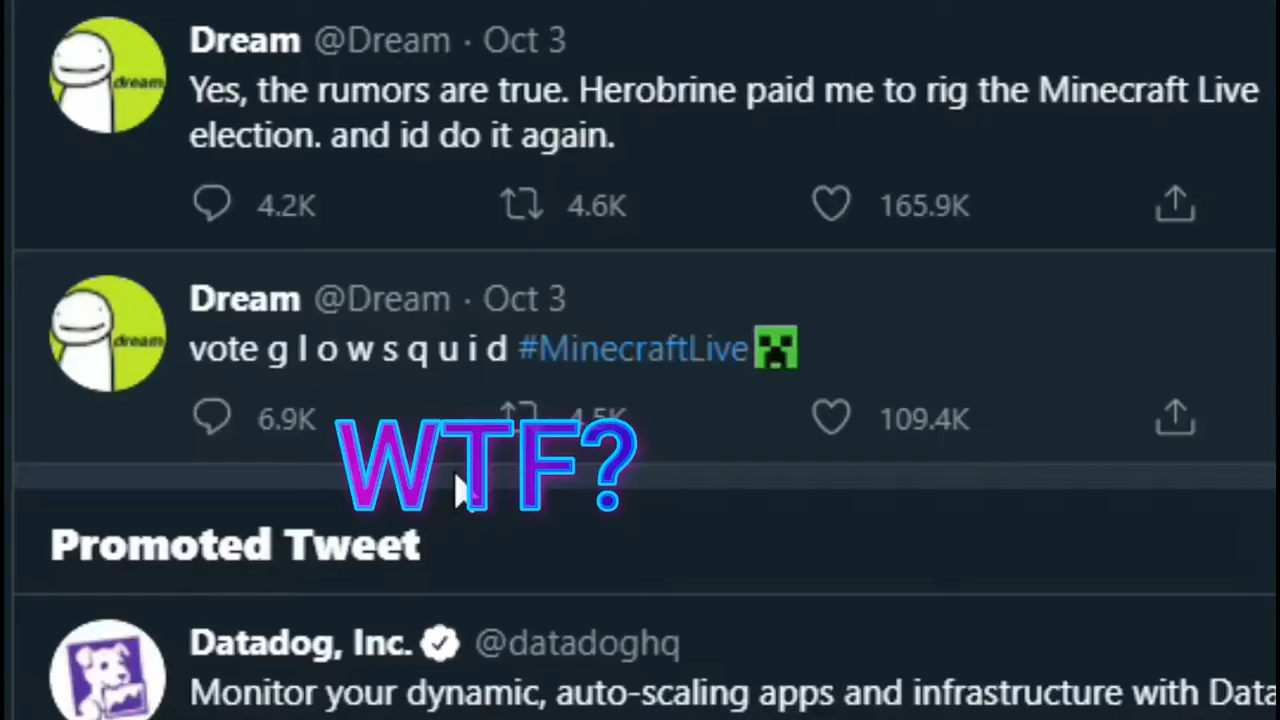 Dream @Dream · Oct 3
Yes, the rumors are true. Herobrine paid me to rig the Minecraft Live
election. and id do it again.
dream
4.2K 4.6K 165.9K
Dream @Dream · Oct 3
vote g l o w s q u i d #MinecraftLive
dream
6.9K 4.5K 109.4K
WTF?
Promoted Tweet
Datadog, Inc. @datadoghq
Monitor your dynamic, auto-scaling apps and infrastructure with Data